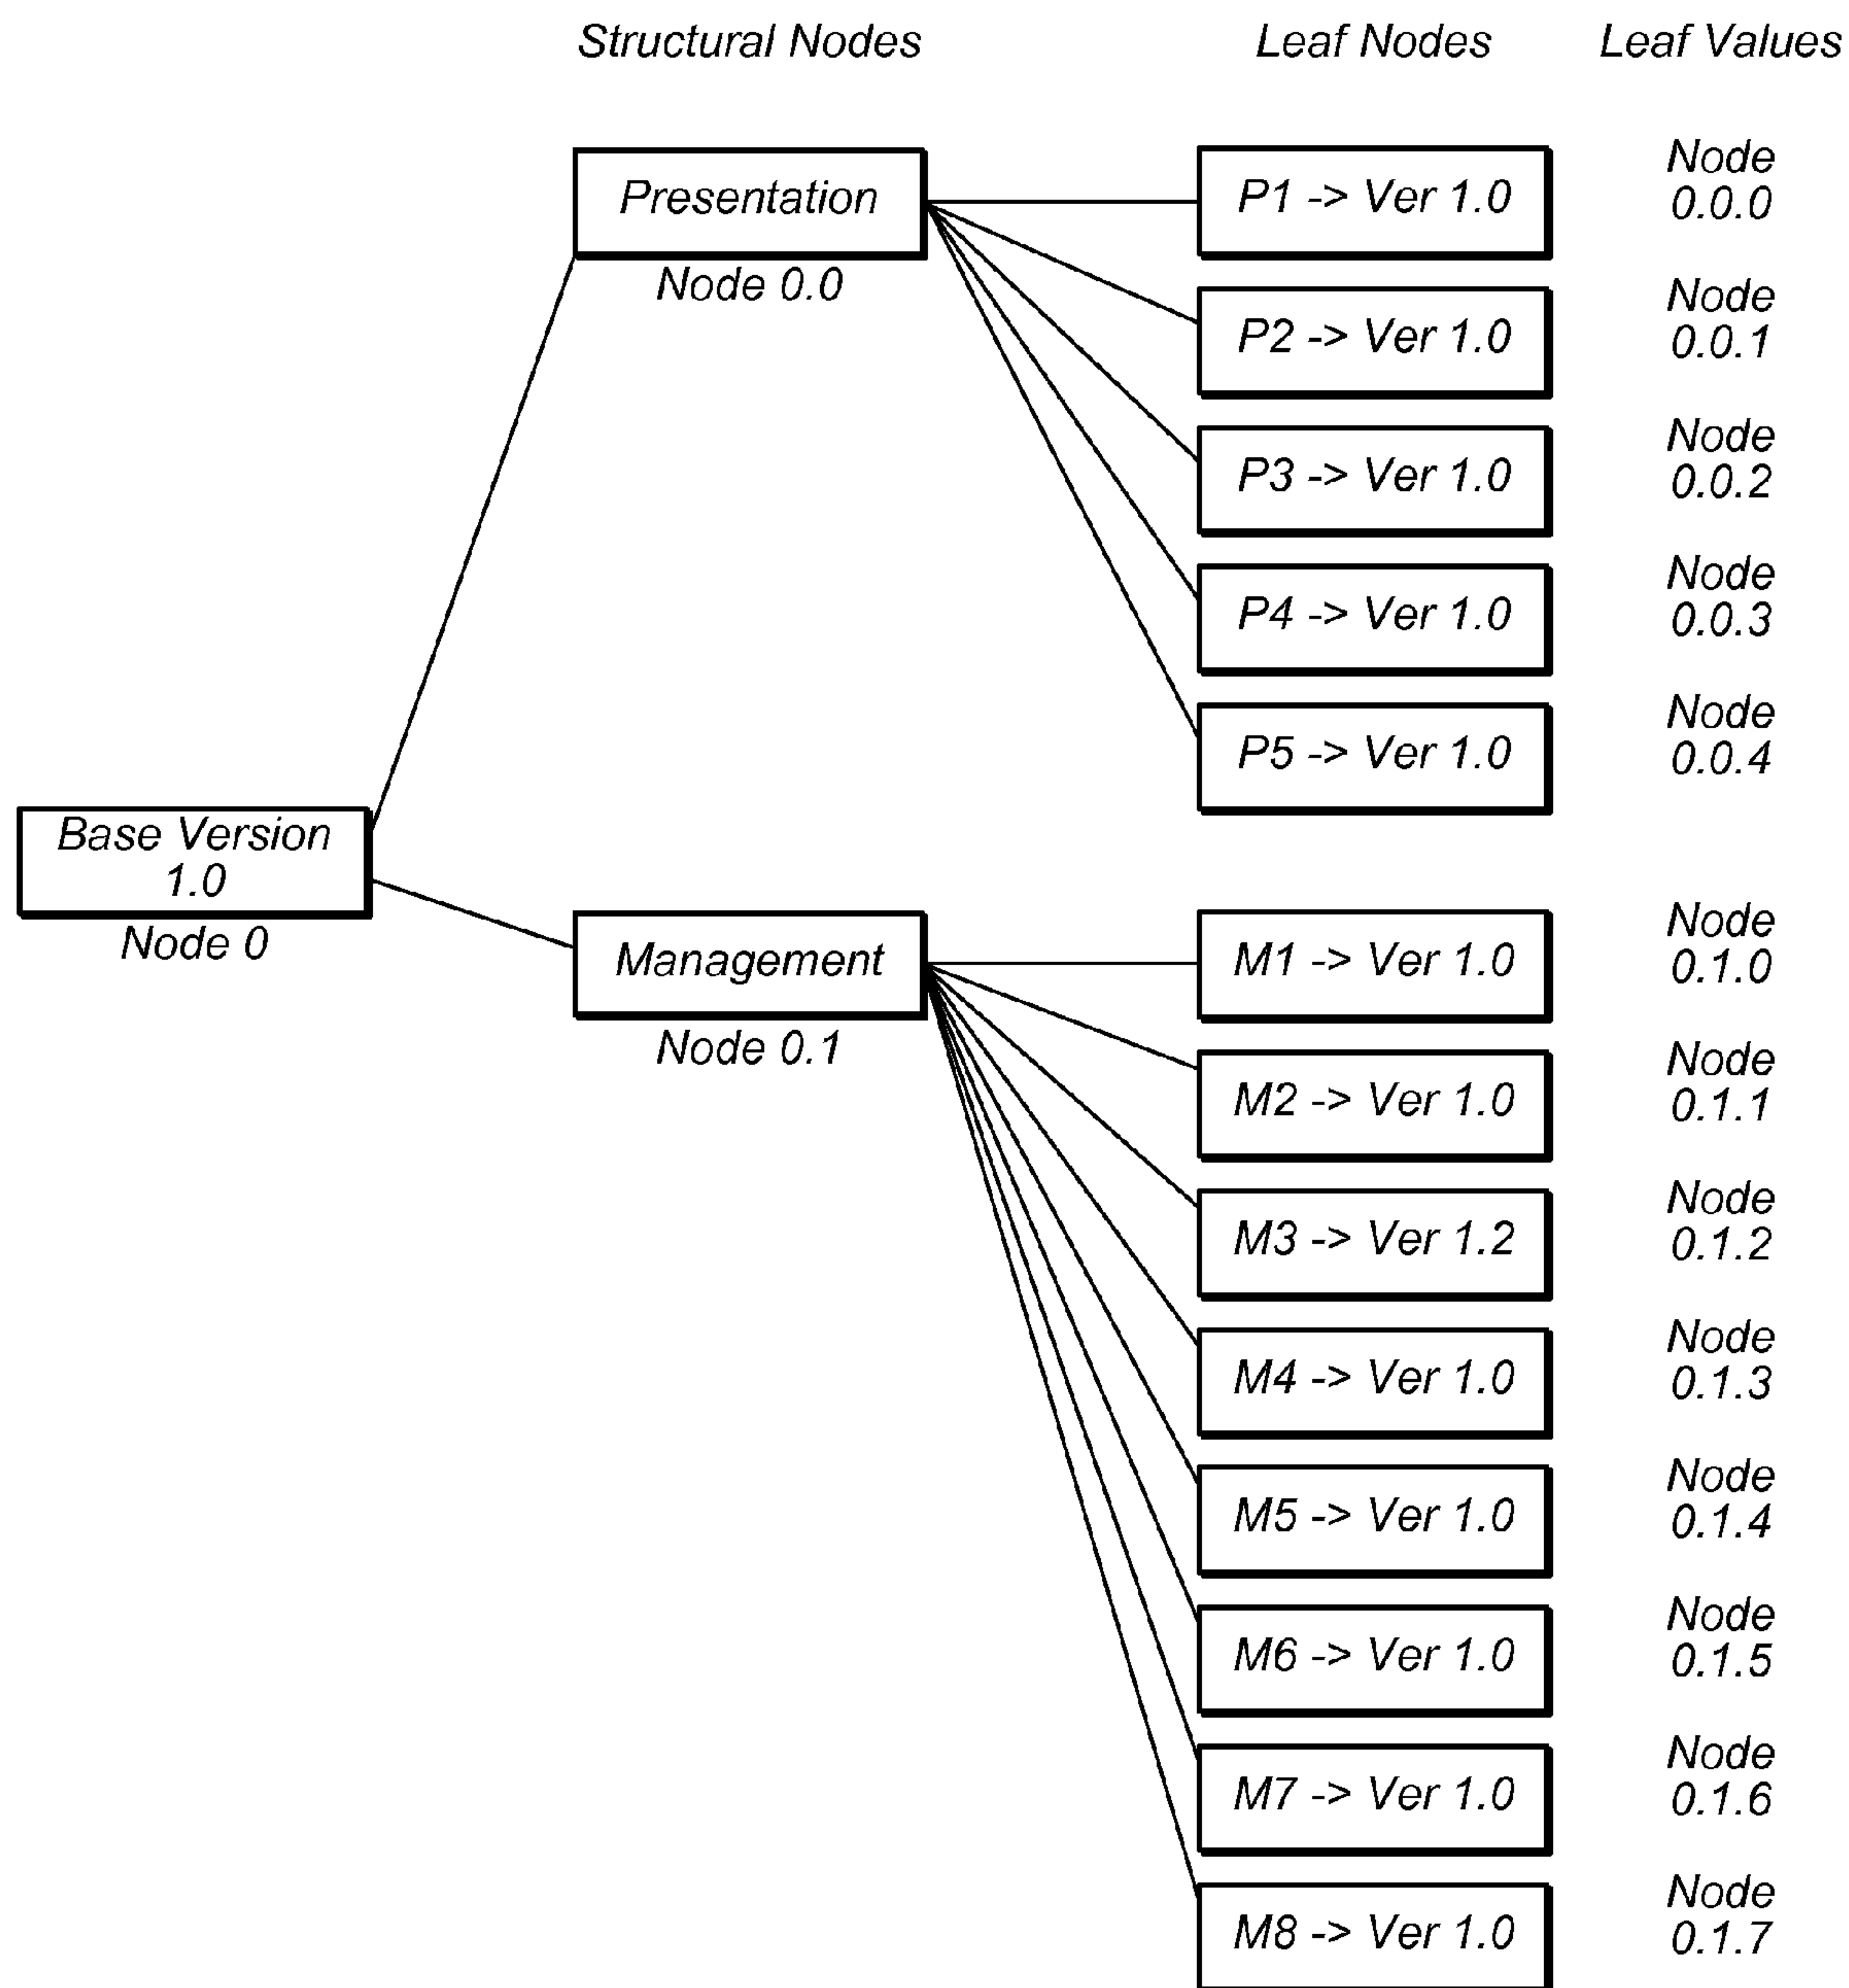 Structural Nodes
Leaf Nodes
Leaf Values
Presentation
Node 0.0
P1 -> Ver 1.0
Node
0.0.0
P2 -> Ver 1.0
Node
0.0.1
P3 -> Ver 1.0
Node
0.0.2
P4 -> Ver 1.0
Node
0.0.3
P5 -> Ver 1.0
Node
0.0.4
Base Version
1.0
Node 0
Management
Node 0.1
M1 -> Ver 1.0
Node
0.1.0
M2 -> Ver 1.0
Node
0.1.1
M3 -> Ver 1.2
Node
0.1.2
M4 -> Ver 1.0
Node
0.1.3
M5 -> Ver 1.0
Node
0.1.4
M6 -> Ver 1.0
Node
0.1.5
M7 -> Ver 1.0
Node
0.1.6
M8 -> Ver 1.0
Node
0.1.7